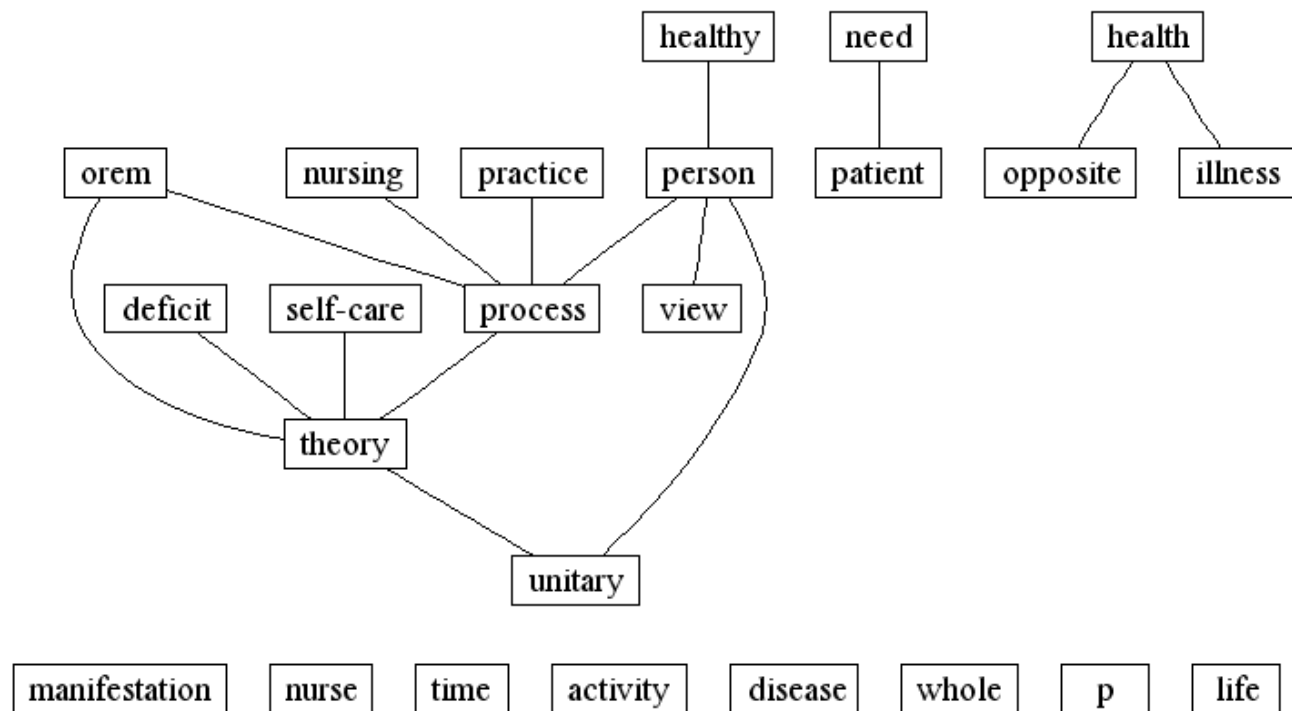 healthy need health
orem nursing practice person patient opposite illness
deficit self-care process view
theory
unitary
manifestation nurse time activity disease whole p life